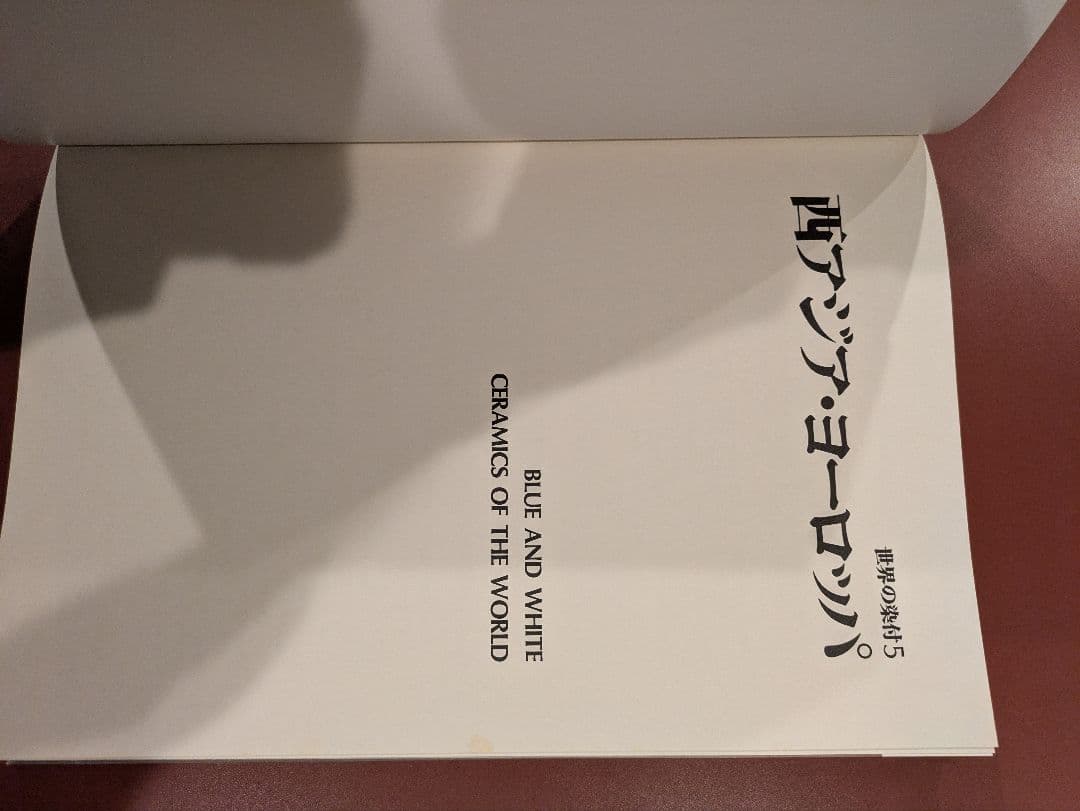 世界の染付5
西アジア・ヨーロッパ
BLUE AND WHITE
CERAMICS OF THE WORLD